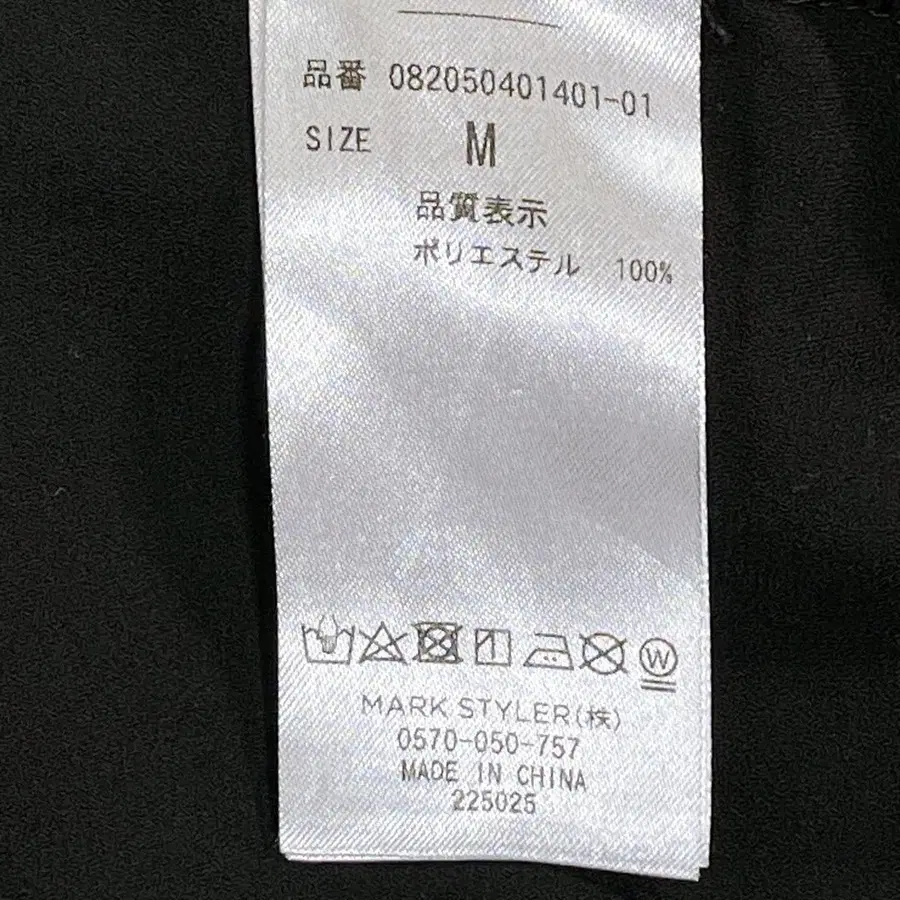 品番 082050401401-01
SIZE M
品質表示
ポリエステル 100%
W
MARK STYLER(株)
0570-050-757
MADE IN CHINA
225025